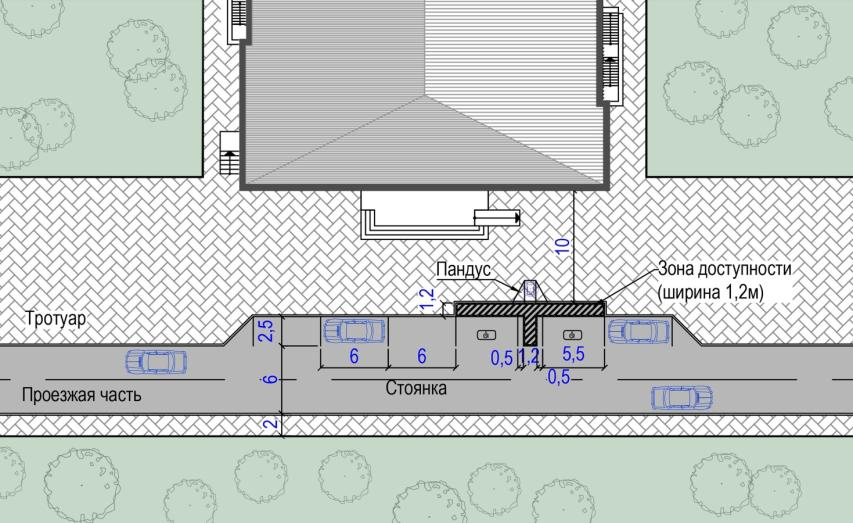 10
Пандус
Зона доступности
(ширина 1,2м)
1,2
Тротуар
2,5
6
6
0,5
1,2
5,5
0,5
6
Стоянка
Проезжая часть
2